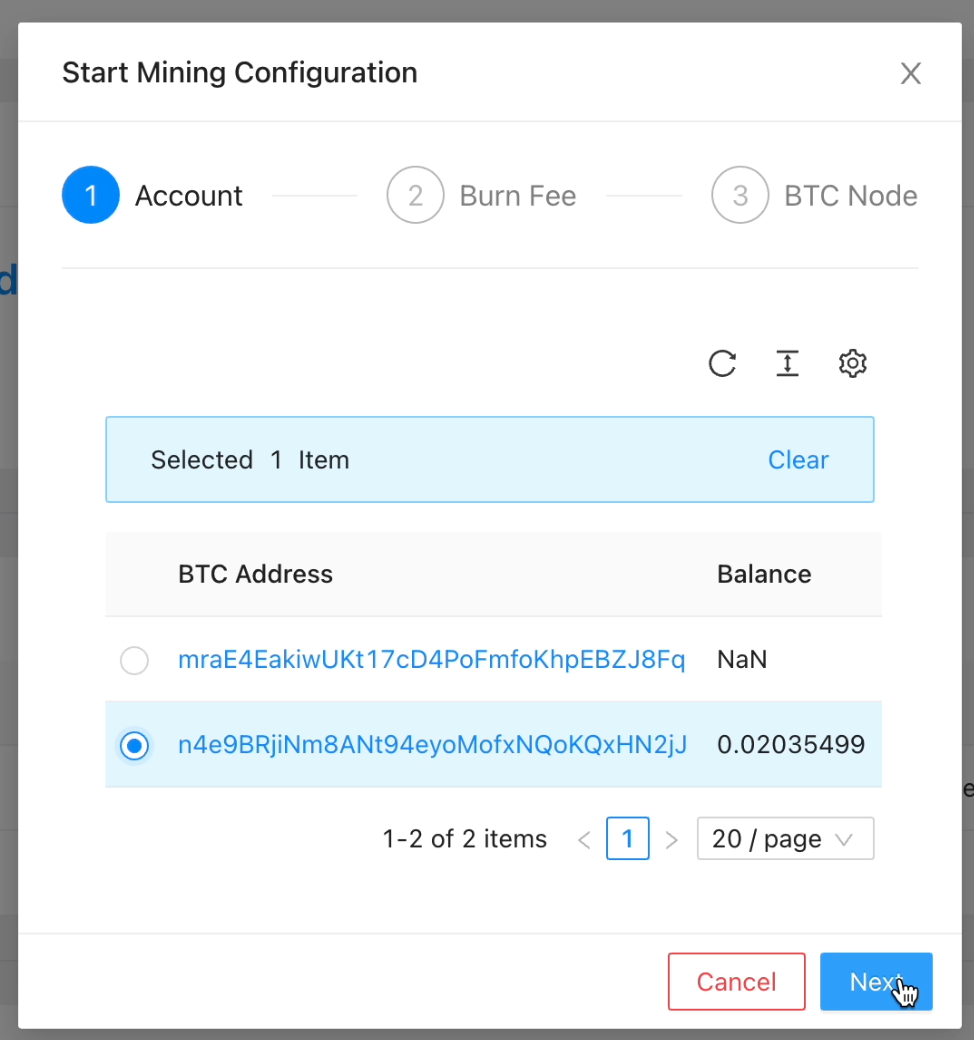 Start Mining Configuration
1 Account 2 Burn Fee 3 BTC Node
d
Selected 1 Item Clear
BTC Address Balance
mraE4EakiwUKt17cD4PoFmfoKhpEBZJ8Fq NaN
n4e9BRjiNm8ANt94eyoMofxNQoKQxHN2jJ 0.02035499
e
1-2 of 2 items < 1 > 20 / page
Cancel Next